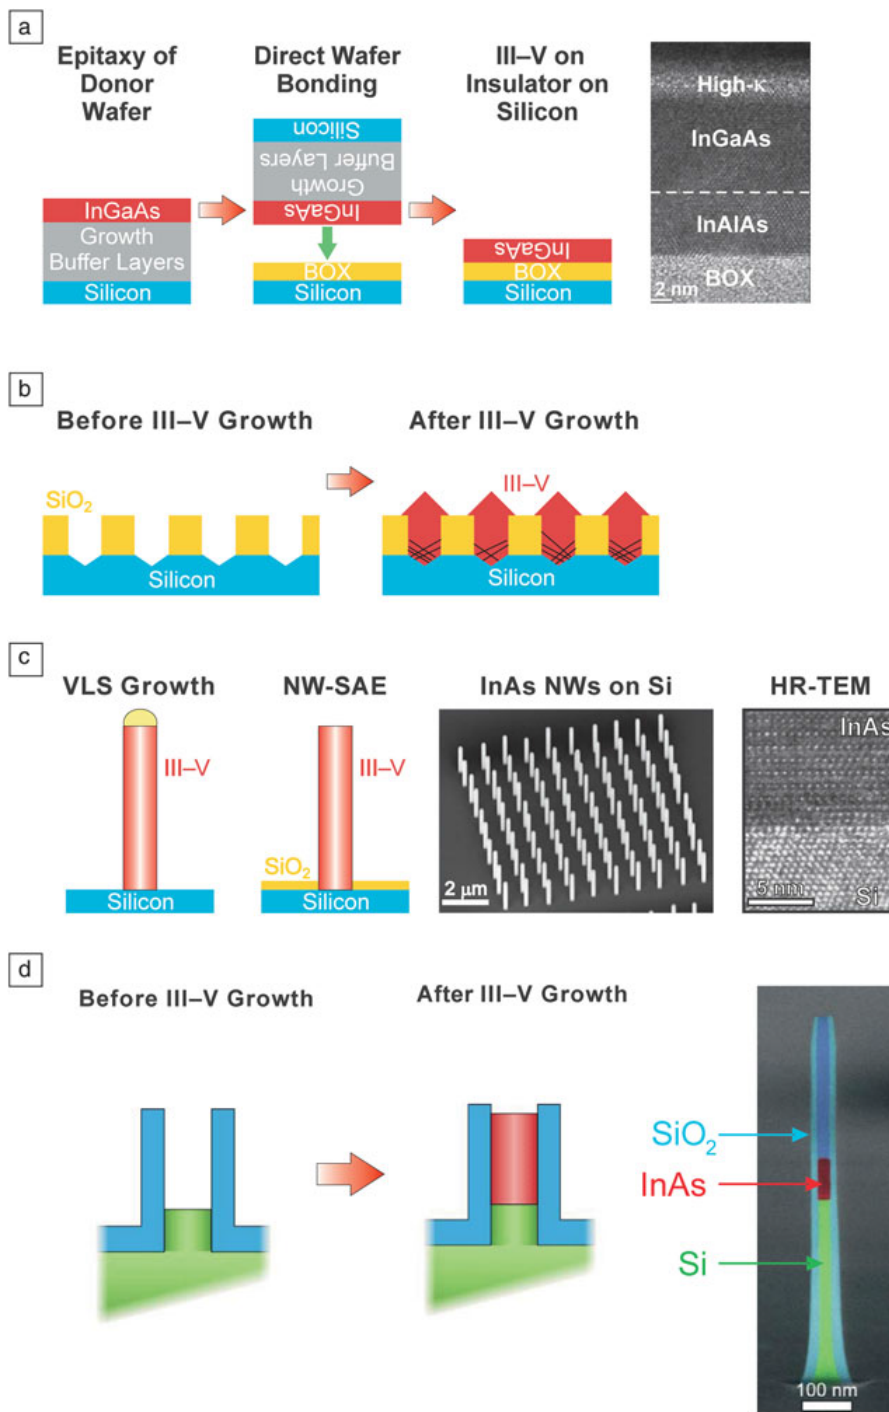 a
Epitaxy of
Donor
Wafer
Direct Wafer
Bonding
III–V on
Insulator on
Silicon
InGaAs
Growth
Buffer Layers
Silicon
Silicon
Buffer Layers
Growth
InGaAs
BOX
Silicon
InGaAs
BOX
Silicon
High-κ
InGaAs
InAlAs
BOX
2 nm
b
Before III–V Growth
After III–V Growth
SiO₂
Silicon
III–V
Silicon
c
VLS Growth
NW-SAE
InAs NWs on Si
HR-TEM
III–V
Silicon
III–V
SiO₂
Silicon
2 μm
InAs
5 nm
Si
d
Before III–V Growth
After III–V Growth
SiO₂
InAs
Si
100 nm